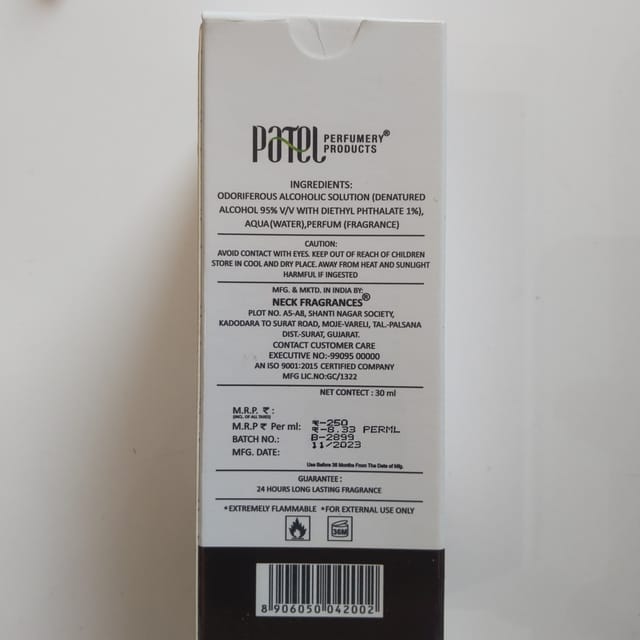 PaTeL PERFUMERY®
PRODUCTS
INGREDIENTS:
ODORIFEROUS ALCOHOLIC SOLUTION (DENATURED
ALCOHOL 95% V/V WITH DIETHYL PHTHALATE 1%),
AQUA(WATER),PERFUM (FRAGRANCE)
CAUTION:
AVOID CONTACT WITH EYES. KEEP OUT OF REACH OF CHILDREN
STORE IN COOL AND DRY PLACE. AWAY FROM HEAT AND SUNLIGHT
HARMFUL IF INGESTED
MFG. & MKTD. IN INDIA BY:
NECK FRAGRANCES®
PLOT NO. A5-A8, SHANTI NAGAR SOCIETY,
KADODARA TO SURAT ROAD, MOJE-VARELI, TAL.-PALSANA
DIST.-SURAT, GUJARAT.
CONTACT CUSTOMER CARE
EXECUTIVE NO:-99095 00000
AN ISO 9001:2015 CERTIFIED COMPANY
MFG LIC.NO:GC/1322
NET CONTECT : 30 ml
M.R.P. ₹ : ₹-250
(INCL. OF ALL TAXES)
M.R.P ₹ Per ml: ₹-8.33 PERML
BATCH NO.: B-2899
MFG. DATE: 11/2023
Use Before 36 Months From The Date of Mfg.
GUARANTEE :
24 HOURS LONG LASTING FRAGRANCE
*EXTREMELY FLAMMABLE *FOR EXTERNAL USE ONLY
36M
8 906050 042002